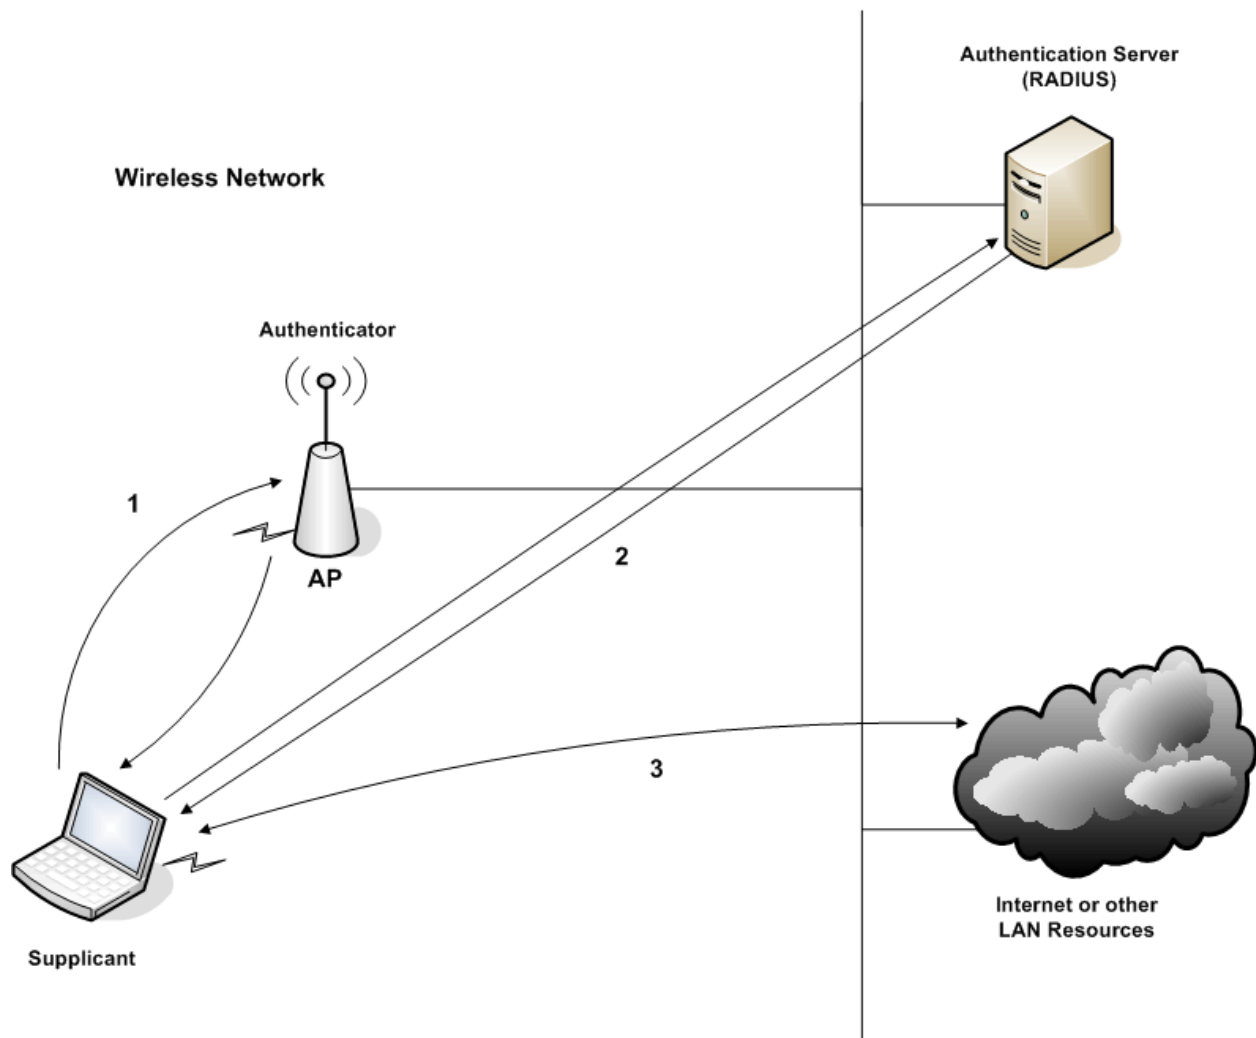 Authentication Server
(RADIUS)
Wireless Network
Authenticator
1
AP
2
3
Supplicant
Internet or other
LAN Resources